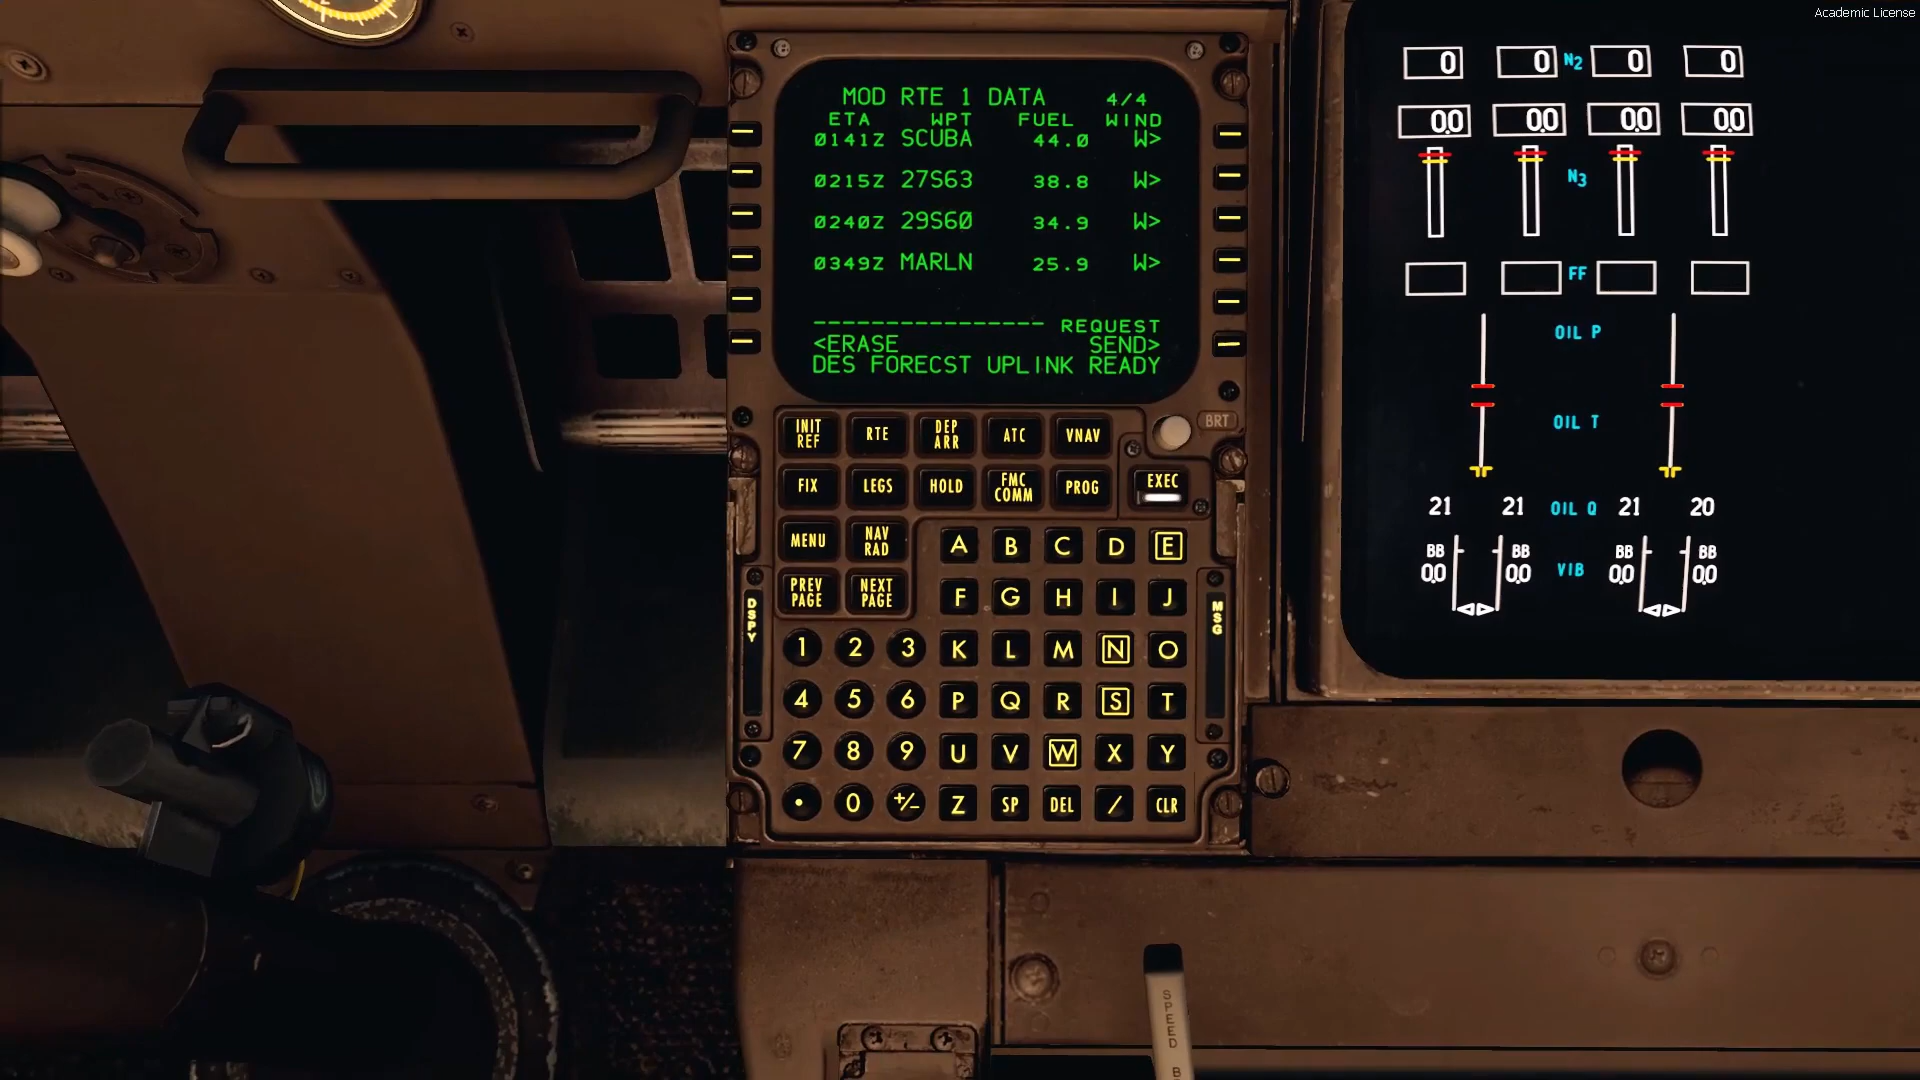 Academic License
MOD RTE 1 DATA 4/4
ETA WPT FUEL WIND
0141Z SCUBA 44.0 W>
0215Z 27S63 38.8 W>
0240Z 29S60 34.9 W>
0349Z MARLN 25.9 W>
---------------- REQUEST
<ERASE SEND>
DES FORECST UPLINK READY
INIT REF RTE DEP ARR ATC VNAV BRT
FIX LEGS HOLD FMC COMM PROG EXEC
MENU NAV RAD
PREV PAGE NEXT PAGE
A B C D E
F G H I J
K L M N O
P Q R S T
U V W X Y
Z SP DEL / CLR
1 2 3
4 5 6
7 8 9
. 0 +/-
DSPY
MSG
0 0 N2 0 0
0.0 0.0 0.0 0.0
N3
FF
OIL P
OIL T
21 21 OIL Q 21 20
BB BB BB BB
0.0 0.0 VIB 0.0 0.0
SPEED B